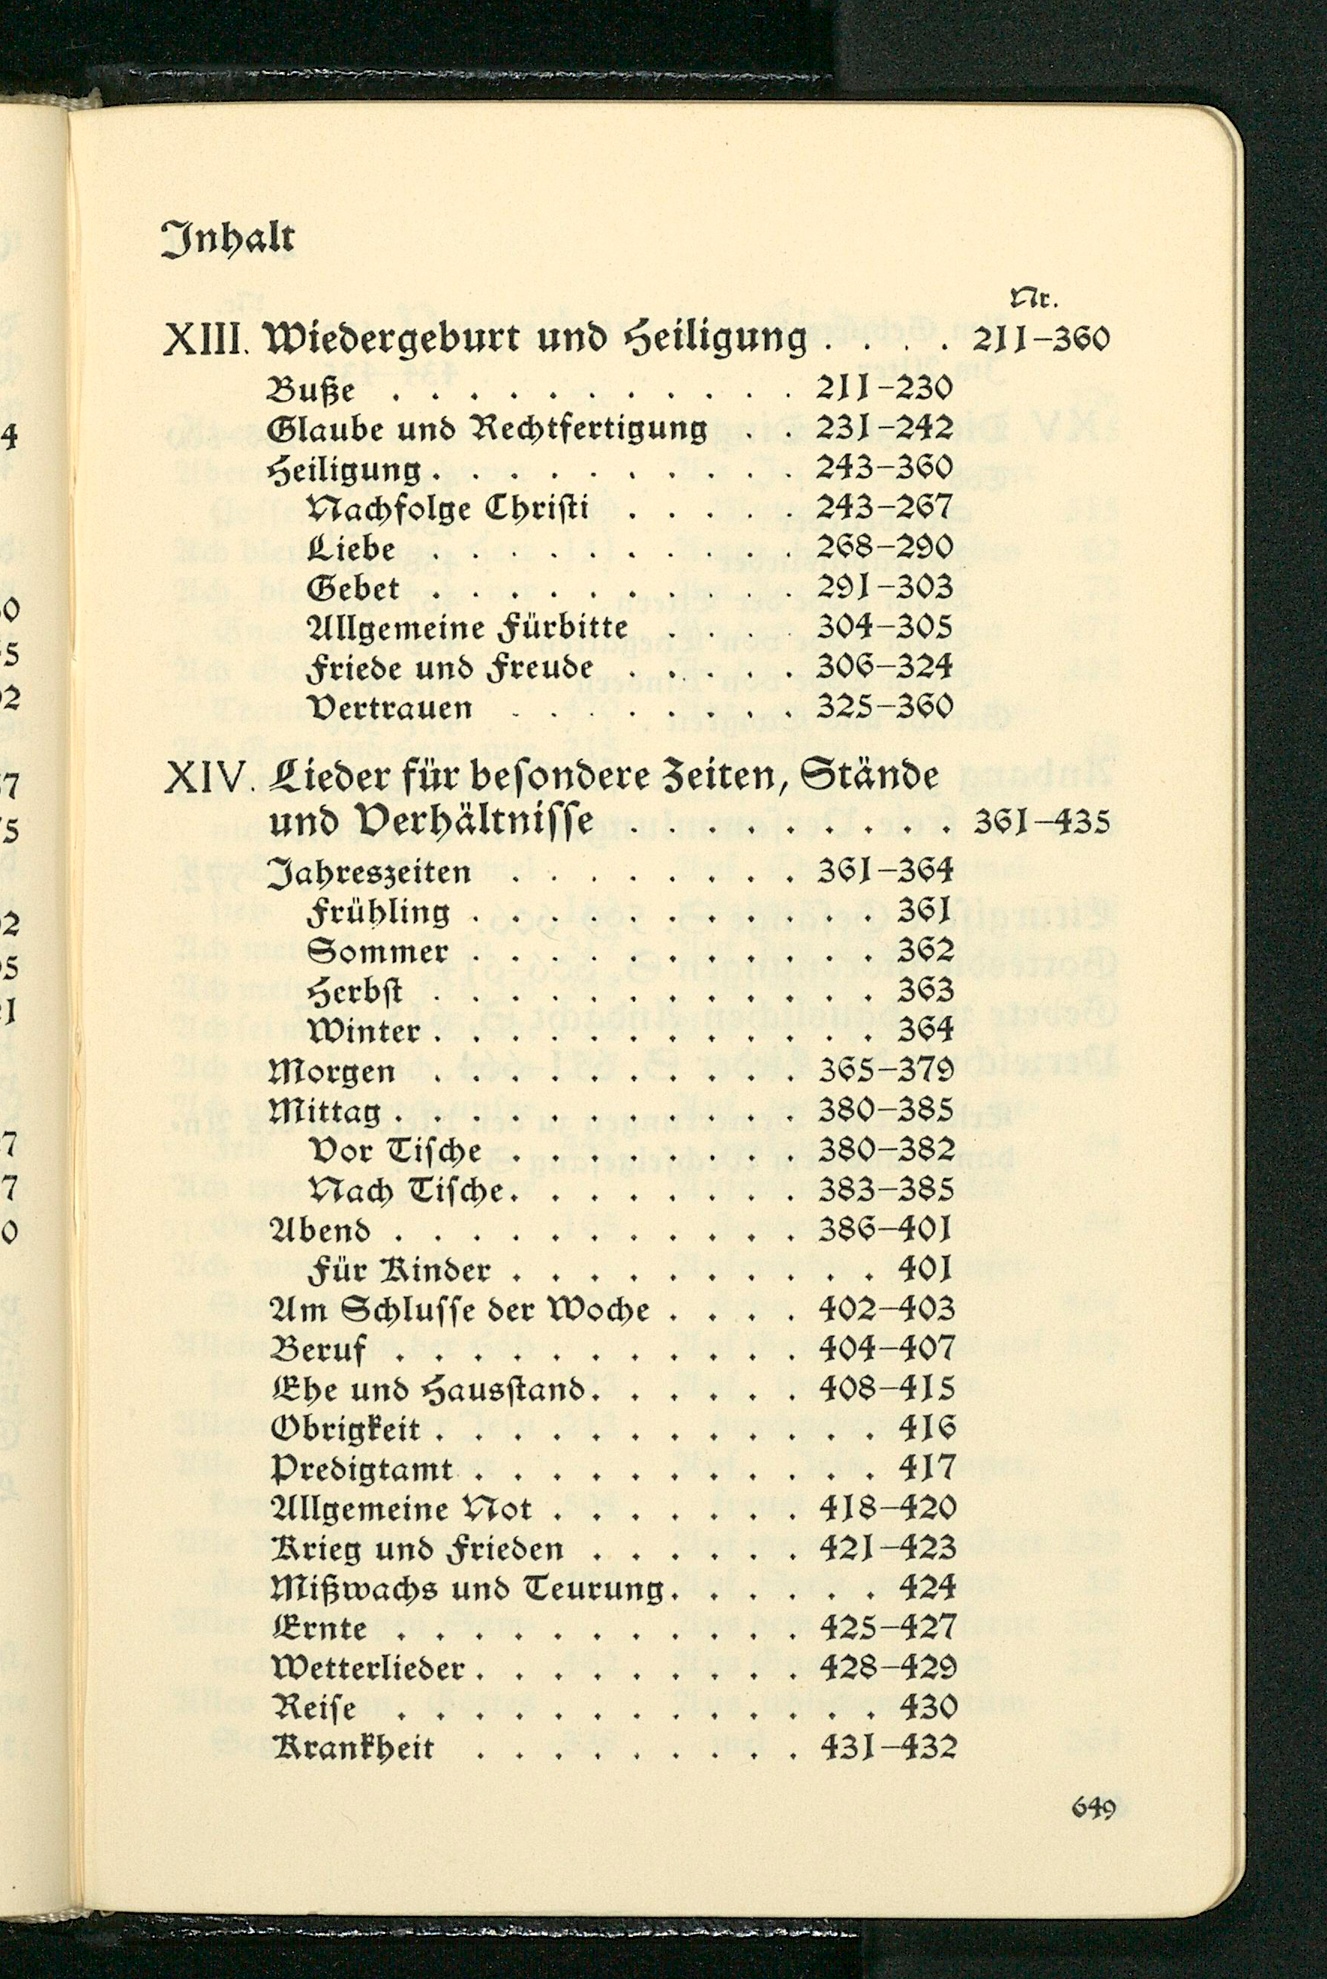 Inhalt
Nr.
XIII. Wiedergeburt und Heiligung . . . . 211–360
Buße . . . . . . . . . . . 211–230
Glaube und Rechtfertigung . . 231–242
Heiligung . . . . . . . . . . 243–360
Nachfolge Chriſti . . . . . 243–267
Liebe . . . . . . . . . . 268–290
Gebet . . . . . . . . . . 291–303
Allgemeine Fürbitte . . . . 304–305
Friede und Freude . . . . . 306–324
Vertrauen . . . . . . . . 325–360
XIV. Lieder für beſondere Zeiten, Stände
und Verhältniſſe . . . . . . . . . 361–435
Jahreszeiten . . . . . . . . 361–364
Frühling . . . . . . . . . . . 361
Sommer . . . . . . . . . . . 362
Herbſt . . . . . . . . . . . . 363
Winter . . . . . . . . . . . . 364
Morgen . . . . . . . . . . 365–379
Mittag . . . . . . . . . . . 380–385
Vor Tiſche . . . . . . . . 380–382
Nach Tiſche . . . . . . . . 383–385
Abend . . . . . . . . . . . 386–401
Für Kinder . . . . . . . . . . 401
Am Schluſſe der Woche . . . . 402–403
Beruf . . . . . . . . . . . 404–407
Ehe und Hausſtand . . . . . . 408–415
Obrigkeit . . . . . . . . . . . . 416
Predigtamt . . . . . . . . . . . 417
Allgemeine Not . . . . . . . 418–420
Krieg und Frieden . . . . . . 421–423
Mißwachs und Teurung . . . . . . 424
Ernte . . . . . . . . . . . 425–427
Wetterlieder . . . . . . . . . 428–429
Reiſe . . . . . . . . . . . . . 430
Krankheit . . . . . . . . . 431–432
649